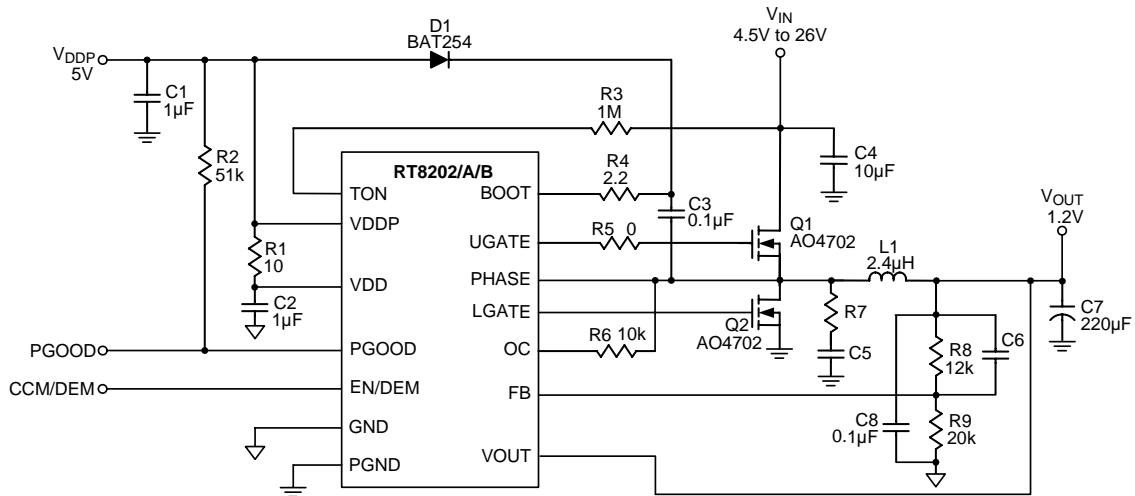 V_IN
4.5V to 26V
D1
BAT254
V_DDP
5V
C1
1µF
R3
1M
R2
51k
RT8202/A/B
R4
2.2
C4
10µF
TON
BOOT
C3
0.1µF
V_OUT
1.2V
VDDP
Q1
AO4702
R5 0
UGATE
R1
10
L1
2.4µH
PHASE
VDD
C2
1µF
LGATE
R7
C7
220µF
Q2
AO4702
R6 10k
PGOOD
PGOOD
OC
C5
R8
12k
C6
CCM/DEM
EN/DEM
FB
C8
0.1µF
R9
20k
GND
VOUT
PGND